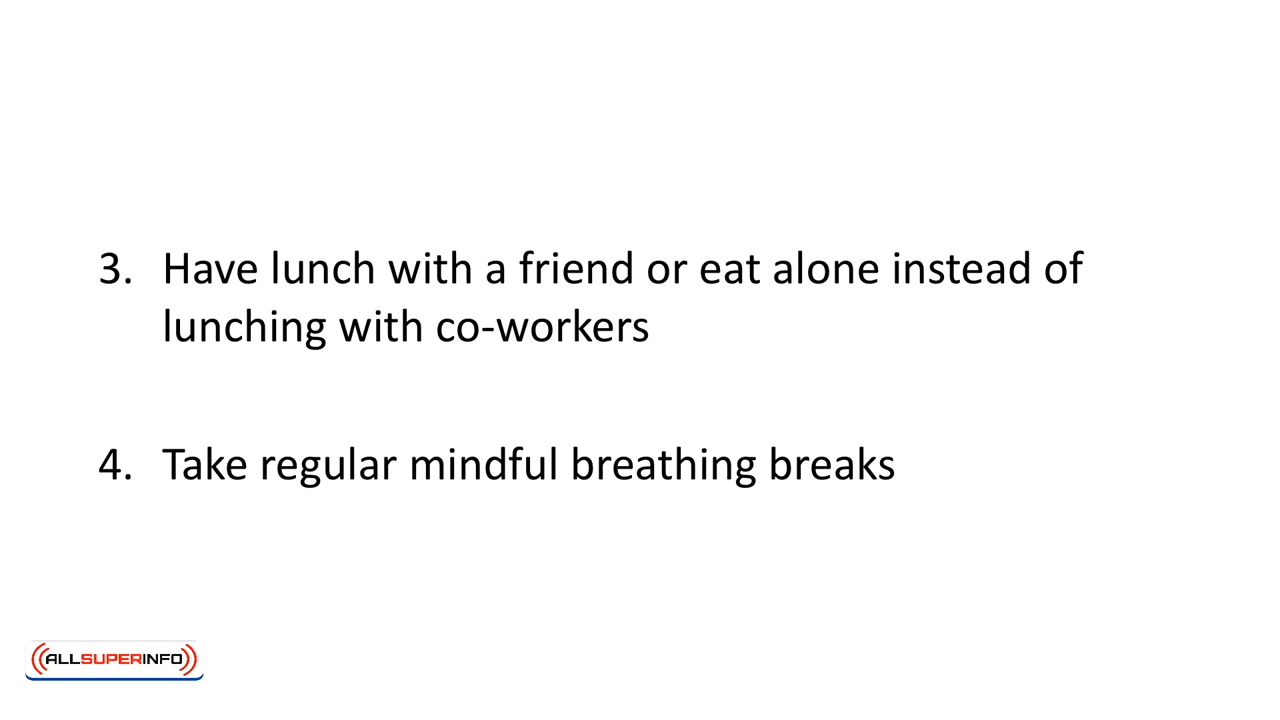 3. Have lunch with a friend or eat alone instead of
lunching with co-workers
4. Take regular mindful breathing breaks
ALLSUPERINFO